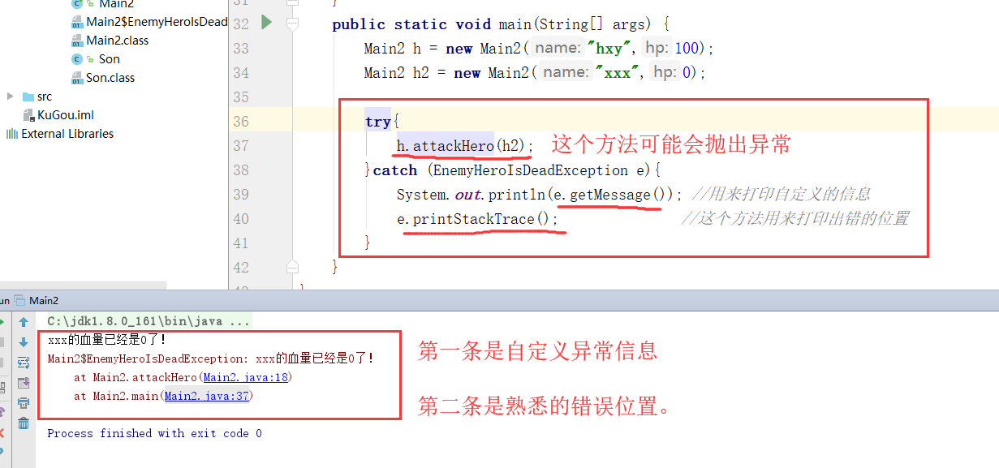 Main2
31 }
Main2$EnemyHeroIsDead
32 public static void main(String[] args) {
Main2.class
33 Main2 h = new Main2( name: "hxy", hp: 100);
Son
34 Main2 h2 = new Main2( name: "xxx", hp: 0);
Son.class
35
src
KuGou.iml
36 try{
External Libraries
37 h.attackHero(h2); 这个方法可能会抛出异常
38 }catch (EnemyHeroIsDeadException e){
39 System.out.println(e.getMessage()); //用来打印自定义的信息
40 e.printStackTrace(); //这个方法用来打印出错的位置
41 }
42 }
}
un Main2
C:\jdk1.8.0_161\bin\java ...
xxx的血量已经是0了!
Main2$EnemyHeroIsDeadException: xxx的血量已经是0了!
at Main2.attackHero(Main2.java:18)
at Main2.main(Main2.java:37)
第一条是自定义异常信息
第二条是熟悉的错误位置。
Process finished with exit code 0